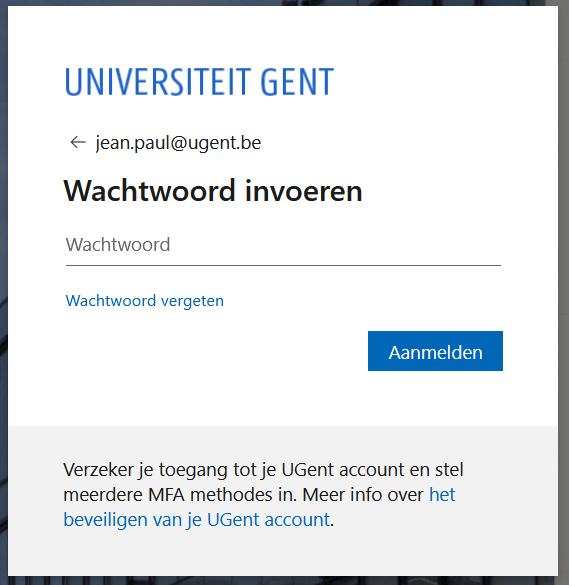 UNIVERSITEIT GENT
← jean.paul@ugent.be
Wachtwoord invoeren
Wachtwoord
Wachtwoord vergeten
Aanmelden
Verzeker je toegang tot je UGent account en stel
meerdere MFA methodes in. Meer info over het
beveiligen van je UGent account.